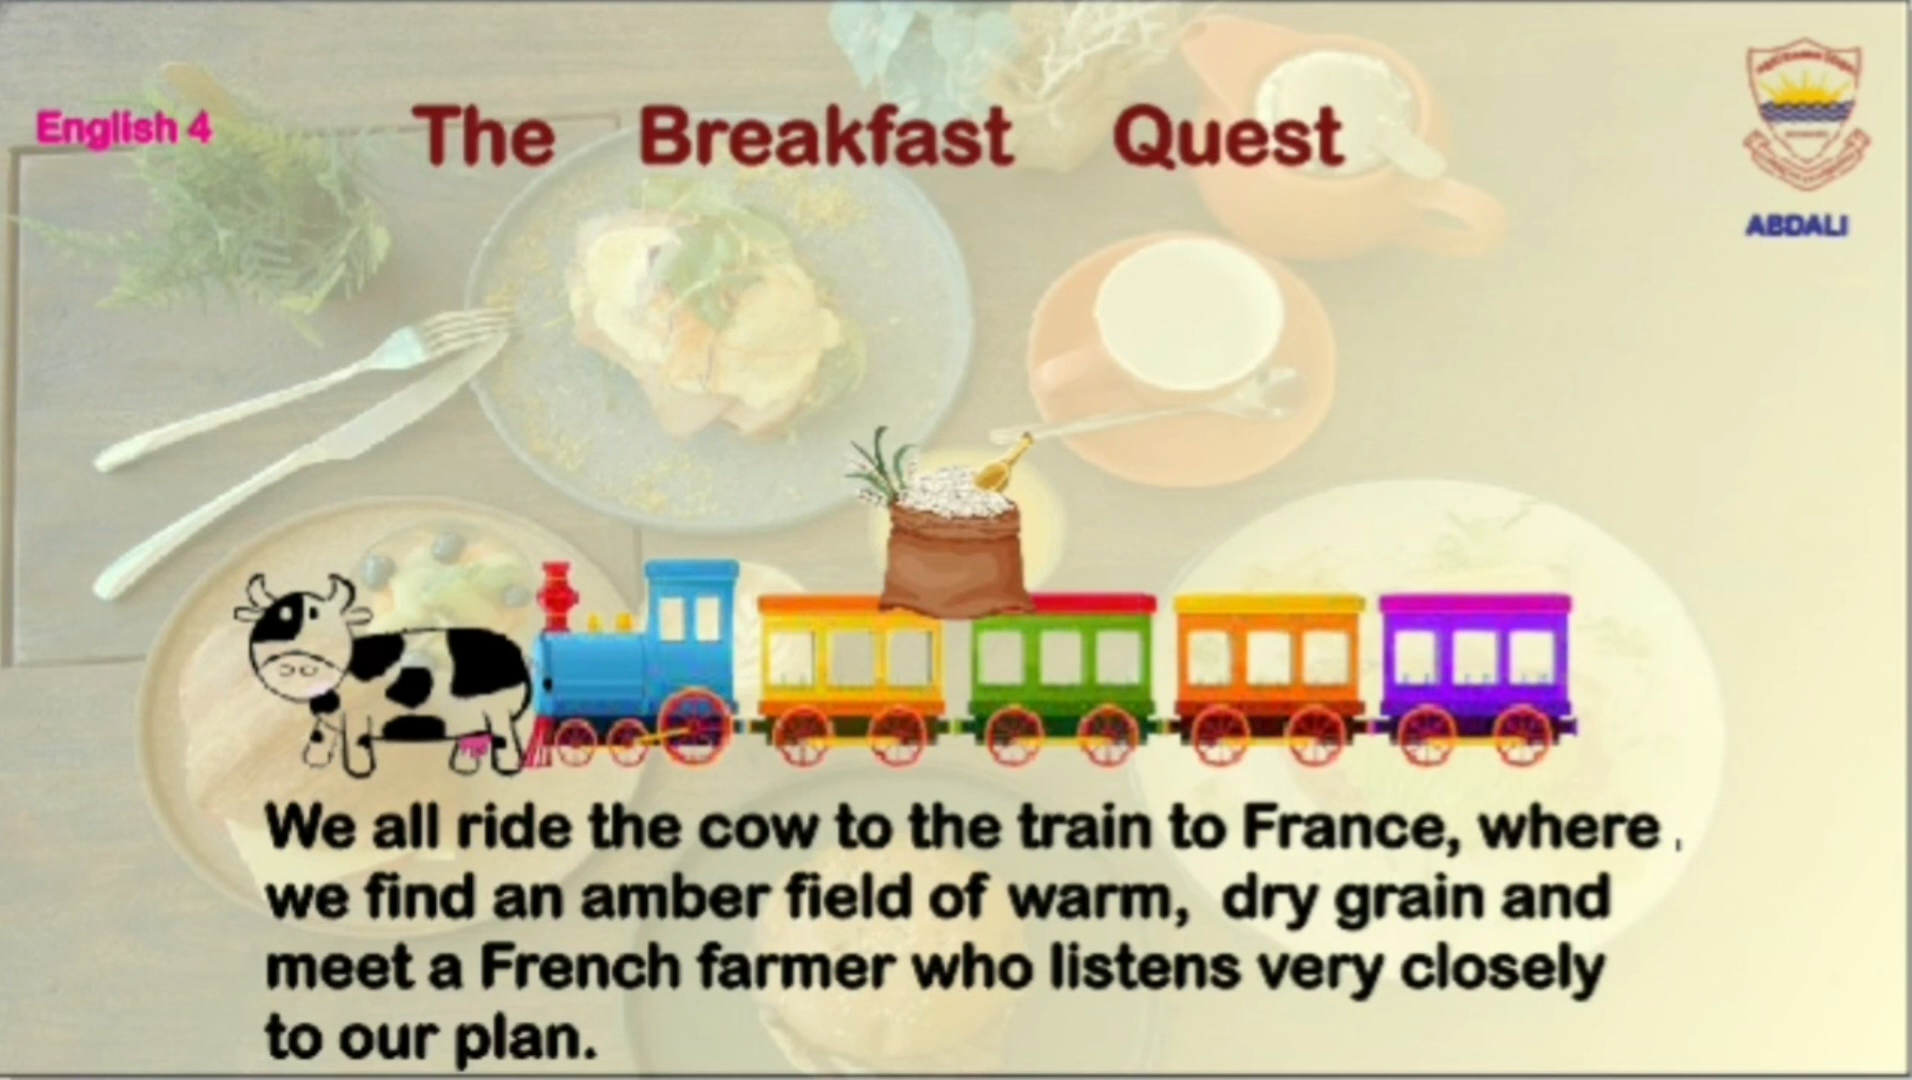 English 4
The Breakfast Quest
ABDALI
We all ride the cow to the train to France, where
we find an amber field of warm, dry grain and
meet a French farmer who listens very closely
to our plan.